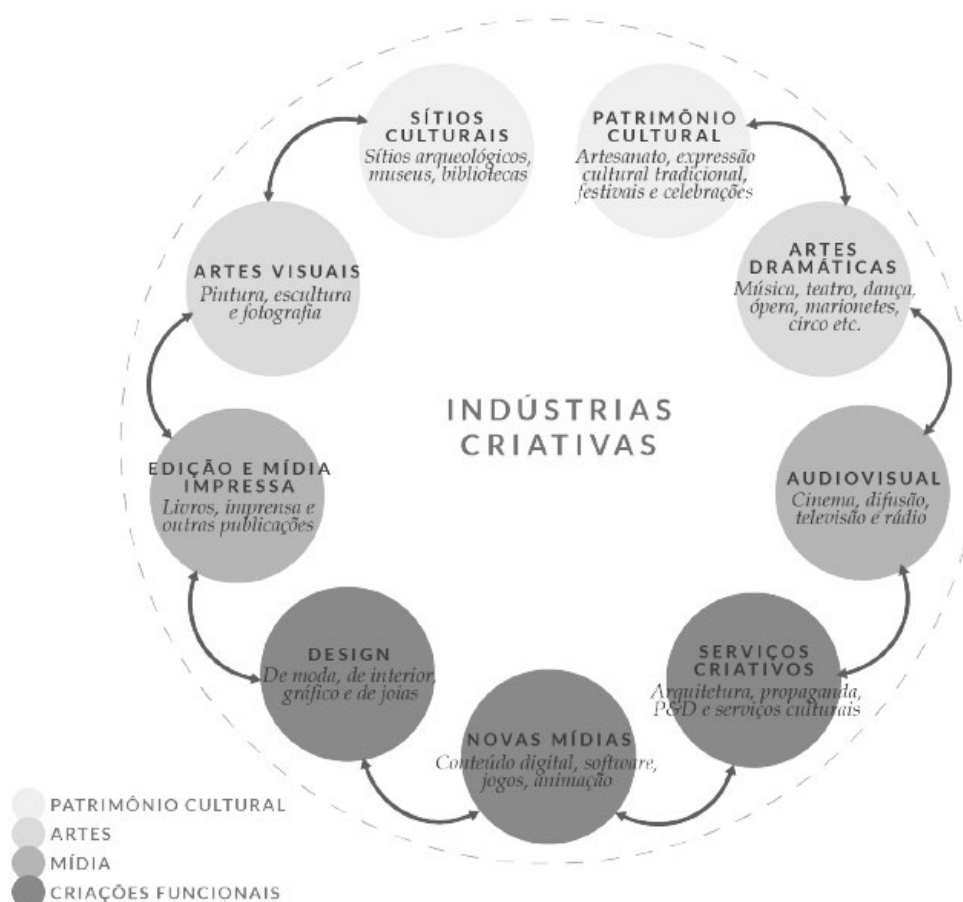 SÍTIOS
CULTURAIS
Sítios arqueológicos,
museus, bibliotecas
PATRIMÔNIO
CULTURAL
Artesanato, expressão
cultural tradicional,
festivais e celebrações
ARTES VISUAIS
Pintura, escultura
e fotografia
ARTES
DRAMÁTICAS
Música, teatro, dança,
ópera, marionetes,
circo etc.
INDÚSTRIAS
CRIATIVAS
EDIÇÃO E MÍDIA
IMPRESSA
Livros, imprensa e
outras publicações
AUDIOVISUAL
Cinema, difusão,
televisão e rádio
DESIGN
De moda, de interior,
gráfico e de joias
SERVIÇOS
CRIATIVOS
Arquitetura, propaganda,
P&D e serviços culturais
NOVAS MÍDIAS
Conteúdo digital, software,
jogos, animação
PATRIMÔNIO CULTURAL
ARTES
MÍDIA
CRIAÇÕES FUNCIONAIS